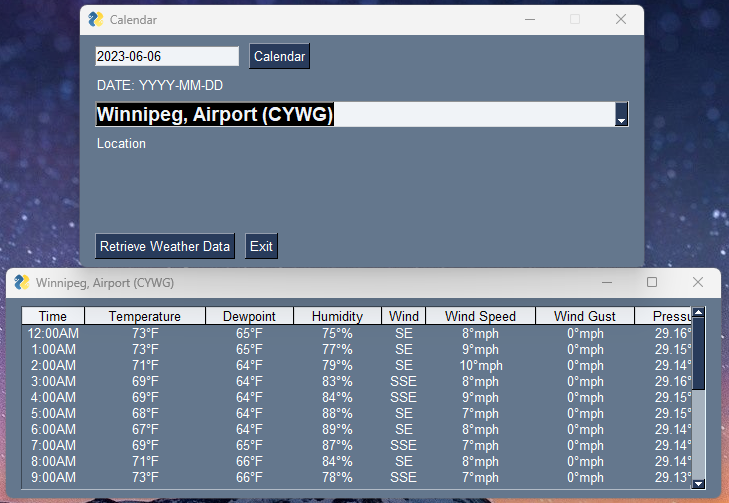 Calendar
2023-06-06 Calendar
DATE: YYYY-MM-DD
Winnipeg, Airport (CYWG)
Location
Retrieve Weather Data Exit
Winnipeg, Airport (CYWG)
Time Temperature Dewpoint Humidity Wind Wind Speed Wind Gust Pressu
12:00AM 73°F 65°F 75°% SE 8°mph 0°mph 29.16°
1:00AM 73°F 65°F 77°% SE 9°mph 0°mph 29.15°
2:00AM 71°F 64°F 79°% SE 10°mph 0°mph 29.14°
3:00AM 69°F 64°F 83°% SSE 8°mph 0°mph 29.16°
4:00AM 69°F 64°F 84°% SSE 9°mph 0°mph 29.15°
5:00AM 68°F 64°F 88°% SE 7°mph 0°mph 29.15°
6:00AM 67°F 64°F 89°% SE 8°mph 0°mph 29.14°
7:00AM 69°F 65°F 87°% SSE 7°mph 0°mph 29.14°
8:00AM 71°F 66°F 84°% SE 8°mph 0°mph 29.14°
9:00AM 73°F 66°F 78°% SSE 7°mph 0°mph 29.13°